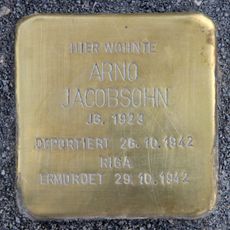 HIER WOHNTE
ARNO
JACOBSOHN
JG. 1923
DEPORTIERT 26.10.1942
RIGA
ERMORDET 29.10.1942